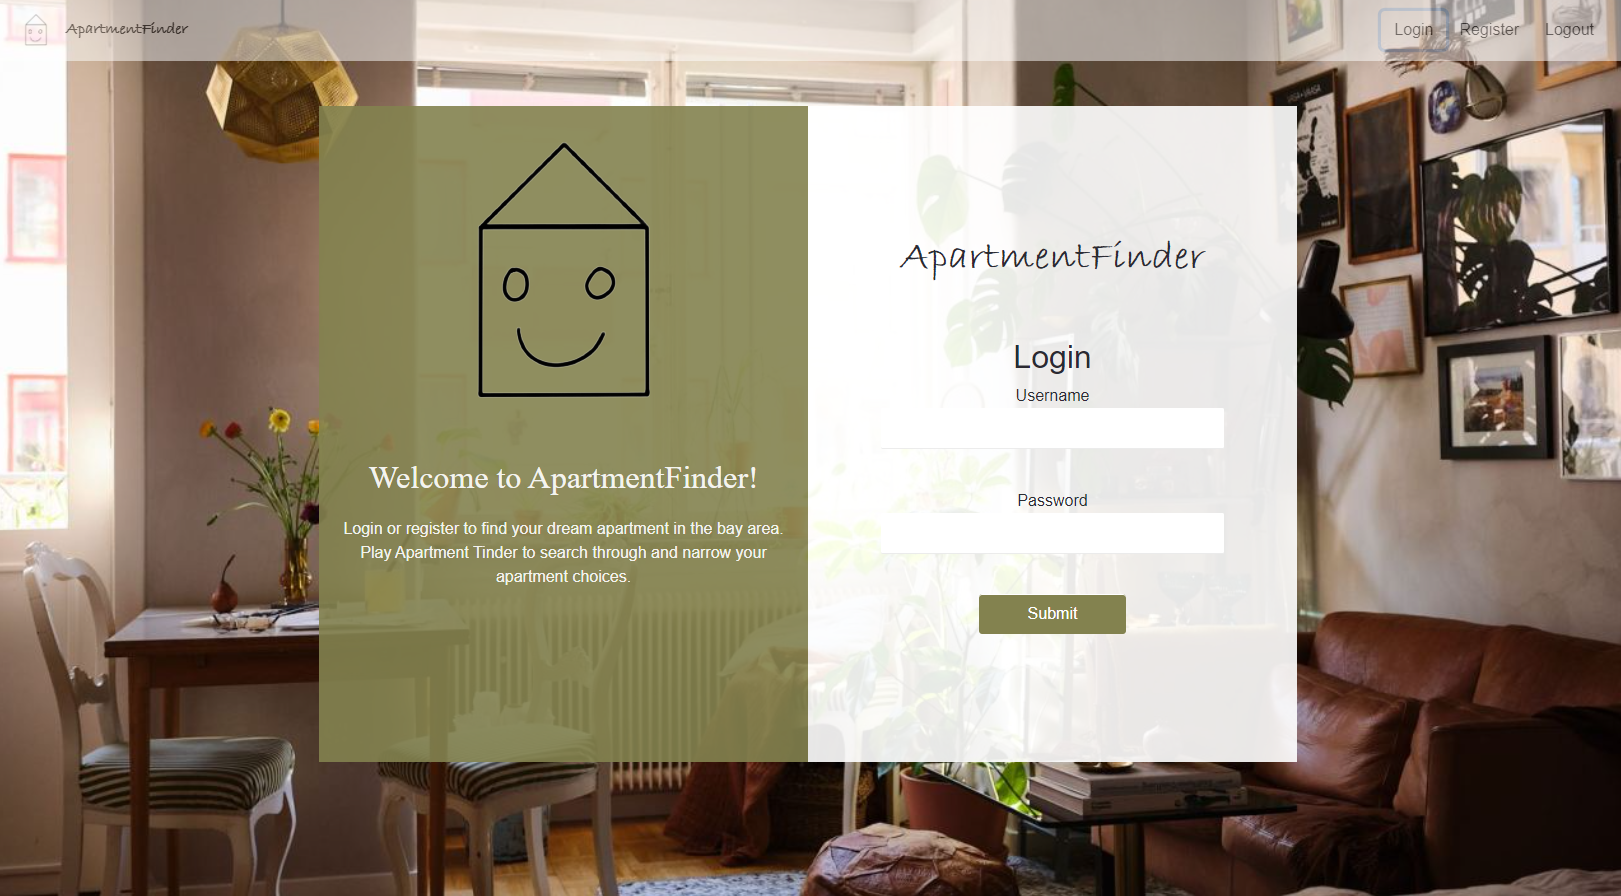 ApartmentFinder
Login Register Logout
Welcome to ApartmentFinder!
Login or register to find your dream apartment in the bay area.
Play Apartment Tinder to search through and narrow your
apartment choices.
ApartmentFinder
Login
Username
Password
Submit